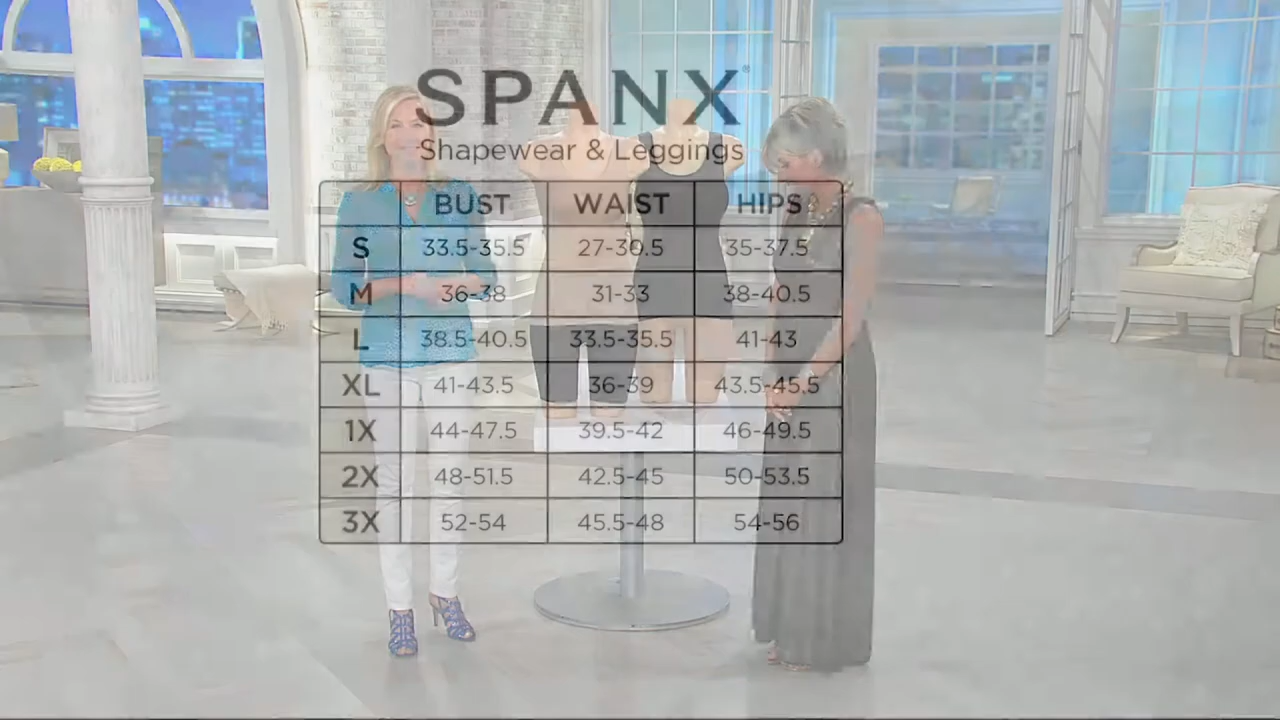 SPANX®
Shapewear & Leggings
BUST WAIST HIPS
S 33.5-35.5 27-30.5 35-37.5
M 36-38 31-33 38-40.5
L 38.5-40.5 33.5-35.5 41-43
XL 41-43.5 36-39 43.5-45.5
1X 44-47.5 39.5-42 46-49.5
2X 48-51.5 42.5-45 50-53.5
3X 52-54 45.5-48 54-56